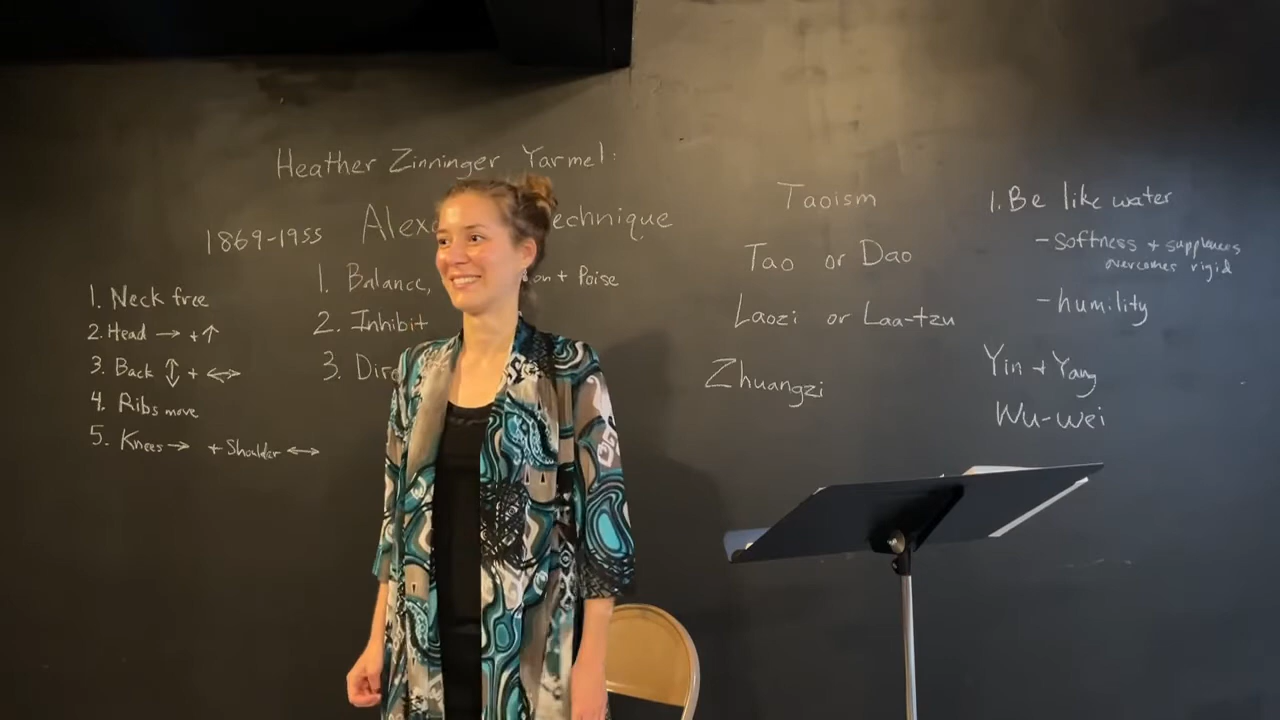 Heather Zinninger Yarmel:
1869-1955 Alex echnique
1. Balance, on + Poise
2. Inhibit
3. Dire
1. Neck free
2. Head → + ↑
3. Back ↕ + ↔
4. Ribs move
5. Knees → + Shoulder ↔
Taoism
Tao or Dao
Laozi or Laa-tzu
Zhuangzi
1. Be like water
- softness + suppleness
overcomes rigid
- humility
Yin + Yang
Wu-wei